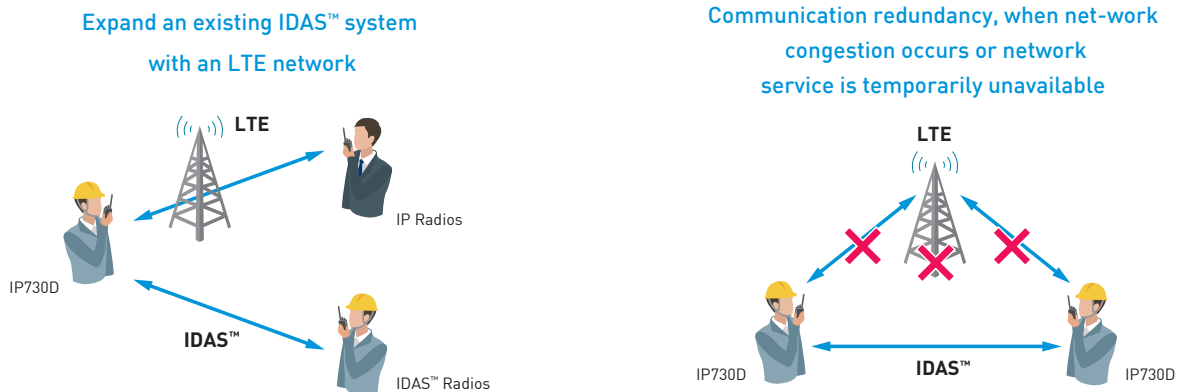 Expand an existing IDAS™ system
with an LTE network
LTE
IP Radios
IP730D
IDAS™
IDAS™ Radios
Communication redundancy, when net-work
congestion occurs or network
service is temporarily unavailable
LTE
IP730D
IDAS™
IP730D